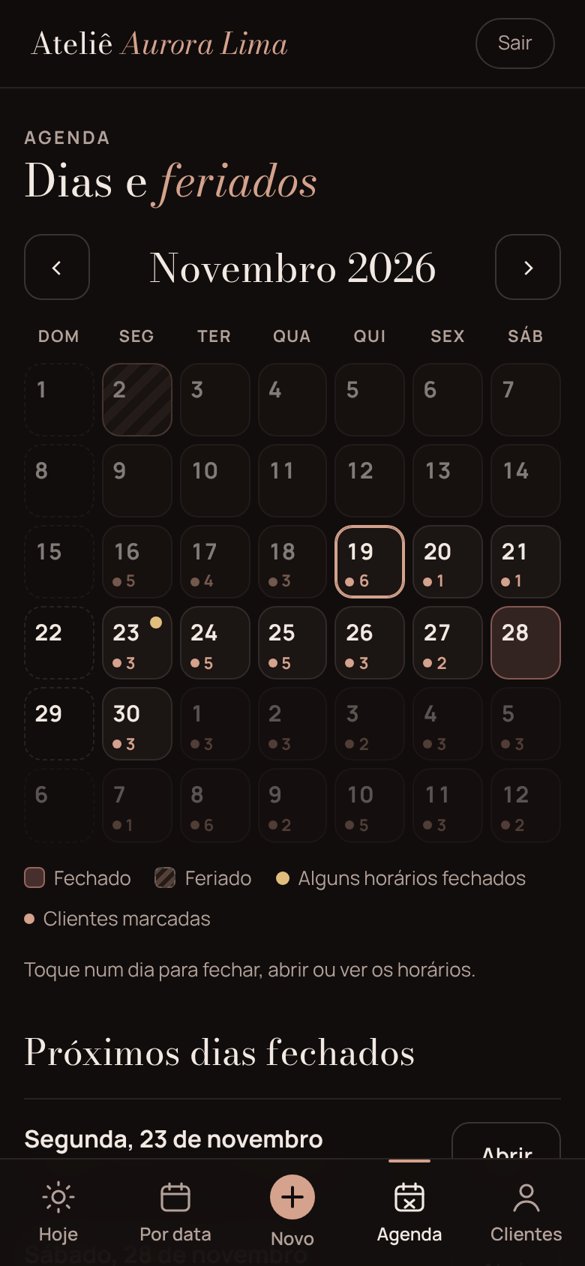 Ateliê Aurora Lima Sair
AGENDA
Dias e feriados
Novembro 2026
DOM SEG TER QUA QUI SEX SÁB
1 2 3 4 5 6 7
8 9 10 11 12 13 14
15 16 17 18 19 20 21
5 4 3 6 1 1
22 23 24 25 26 27 28
3 5 5 3 2
29 30 1 2 3 4 5
3 3 3 2 3 3
6 7 8 9 10 11 12
1 6 2 5 3 2
Fechado Feriado Alguns horários fechados
Clientes marcadas
Toque num dia para fechar, abrir ou ver os horários.
Próximos dias fechados
Segunda, 23 de novembro
Abrir
Hoje Por data Novo Agenda Clientes
Sábado, 28 de novembro